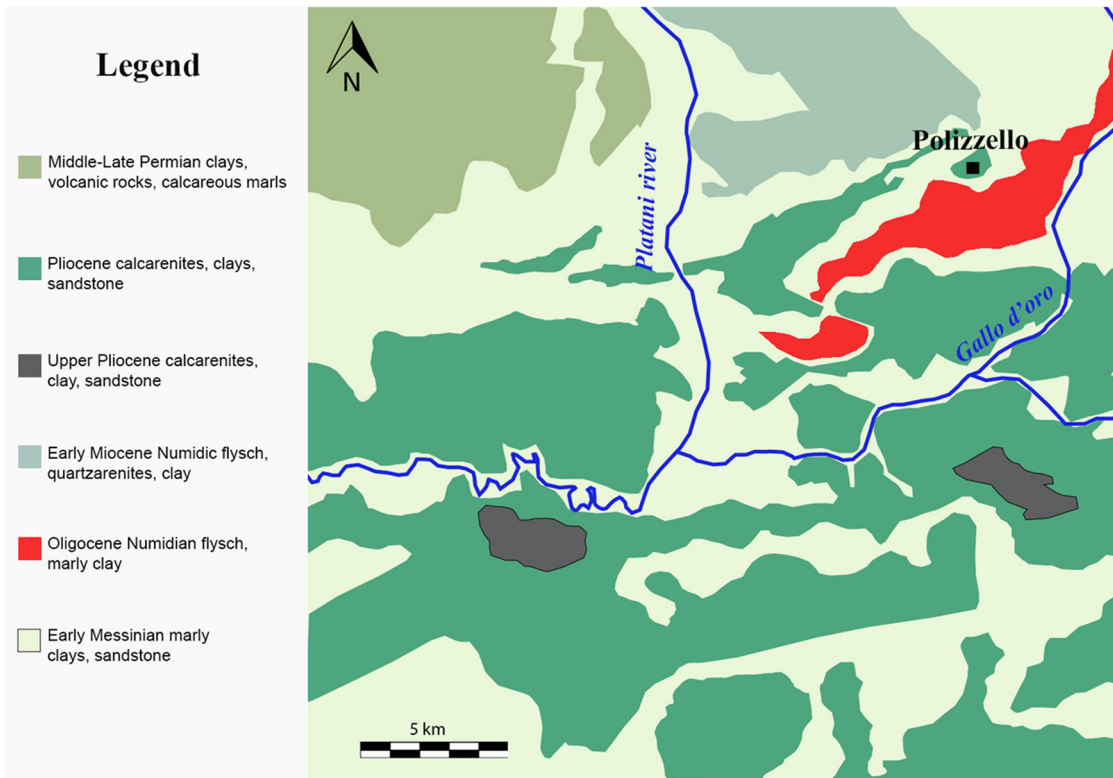 Legend
Middle-Late Permian clays,
volcanic rocks, calcareous marls
Pliocene calcarenites, clays,
sandstone
Upper Pliocene calcarenites,
clay, sandstone
Early Miocene Numidic flysch,
quartzarenites, clay
Oligocene Numidian flysch,
marly clay
Early Messinian marly
clays, sandstone
N
Polizzello
Platani river
Gallo d'oro
5 km